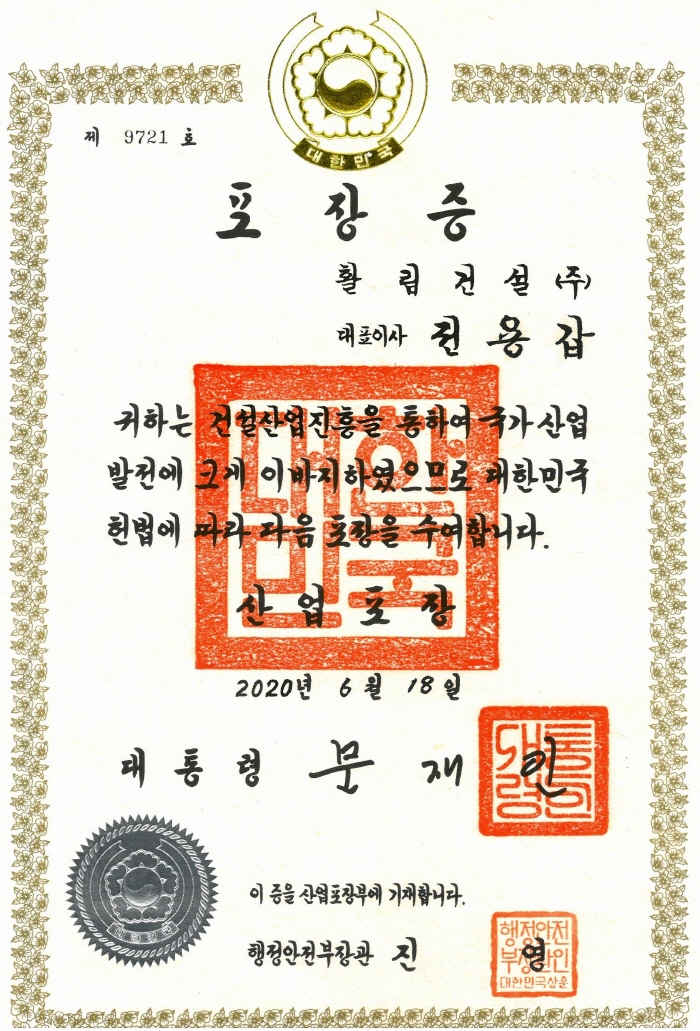 대한민국
제 9721 호
포장증
활림건설(주)
대표이사 전용갑
귀하는 건설산업진흥을 통하여 국가 산업
발전에 크게 이바지하였으므로 대한민국
헌법에 따라 다음 포장을 수여합니다.
산업포장
2020년 6월 18일
대통령 문재인
이 증을 산업포장부에 기재합니다.
행정안전부장관 진영
행정안전
부장관인
대한민국상훈